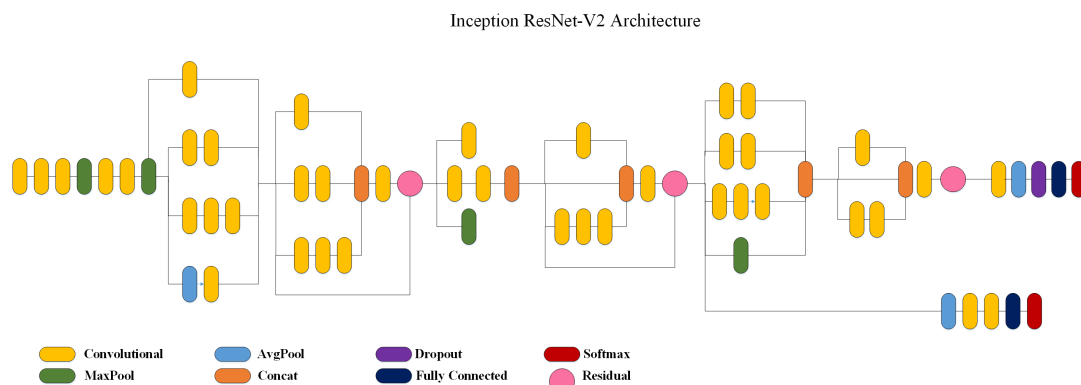 Inception ResNet-V2 Architecture
Convolutional AvgPool Dropout Softmax
MaxPool Concat Fully Connected Residual